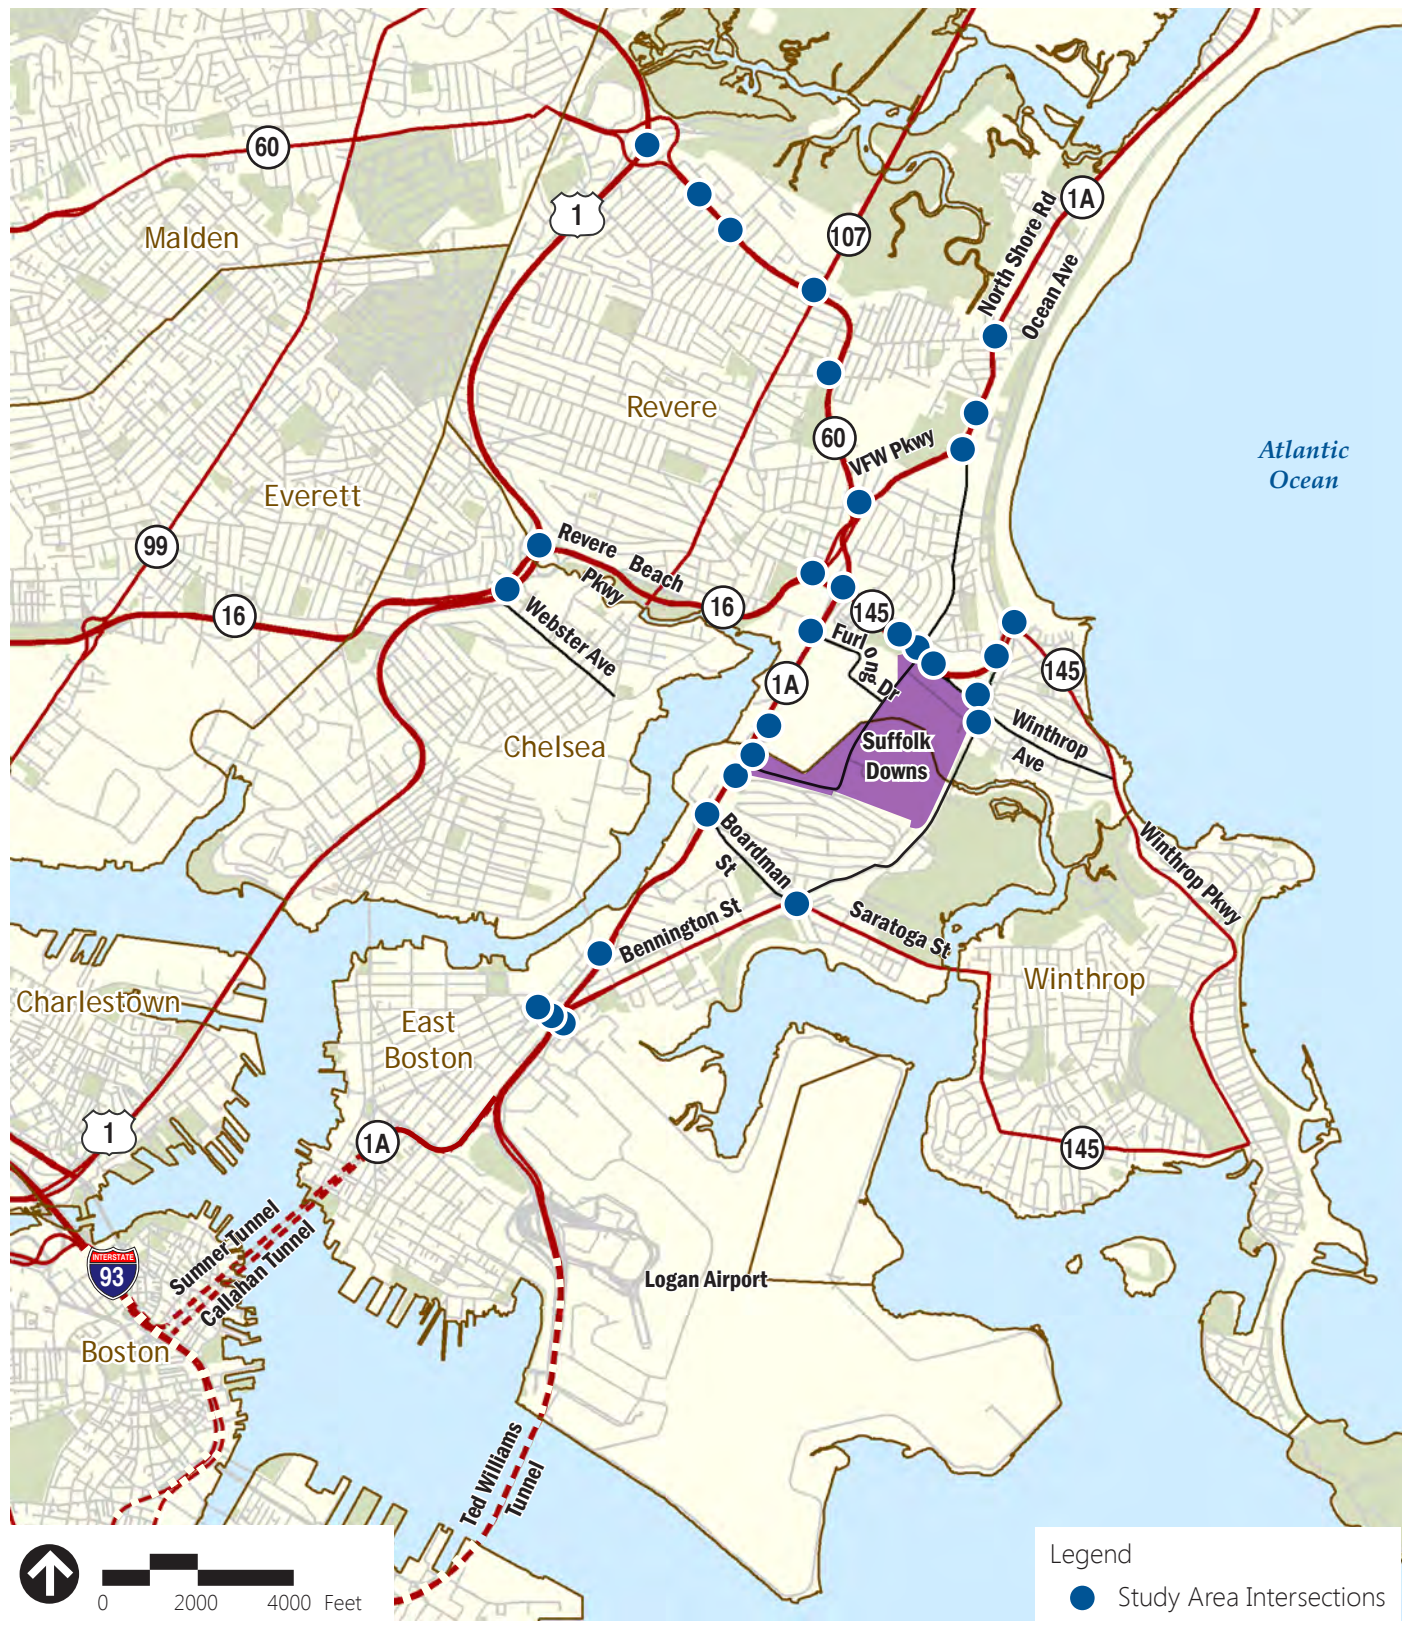 60
Malden
1
107
North Shore Rd
1A
Ocean Ave
Revere
60
VFW Pkwy
Atlantic
Ocean
Everett
99
Revere Beach
Pkwy
16
16
145
Webster Ave
Furlong Dr
145
1A
Chelsea
Suffolk
Downs
Winthrop
Ave
Boardman
St
Winthrop Pkwy
Bennington St
Saratoga St
Winthrop
Charlestown
East
Boston
1
1A
145
Sumner Tunnel
Callahan Tunnel
INTERSTATE
93
Logan Airport
Boston
Ted Williams
Tunnel
0 2000 4000 Feet
Legend
Study Area Intersections